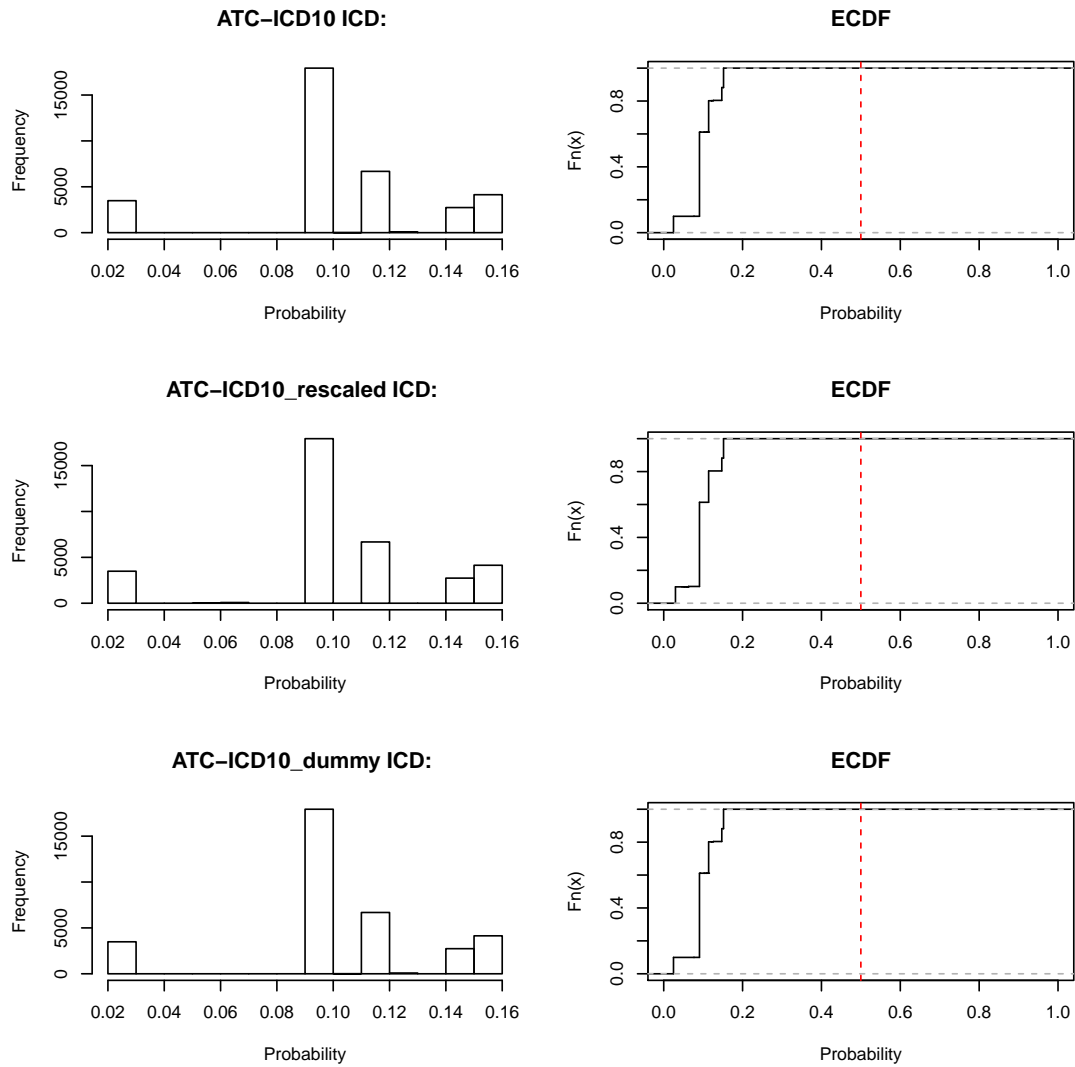 ATC−ICD10 ICD:
Frequency
0 5000 15000
0.02 0.04 0.06 0.08 0.10 0.12 0.14 0.16
Probability
ECDF
Fn(x)
0.0 0.4 0.8
0.0 0.2 0.4 0.6 0.8 1.0
Probability
ATC−ICD10_rescaled ICD:
Frequency
0 5000 15000
0.02 0.04 0.06 0.08 0.10 0.12 0.14 0.16
Probability
ECDF
Fn(x)
0.0 0.4 0.8
0.0 0.2 0.4 0.6 0.8 1.0
Probability
ATC−ICD10_dummy ICD:
Frequency
0 5000 15000
0.02 0.04 0.06 0.08 0.10 0.12 0.14 0.16
Probability
ECDF
Fn(x)
0.0 0.4 0.8
0.0 0.2 0.4 0.6 0.8 1.0
Probability